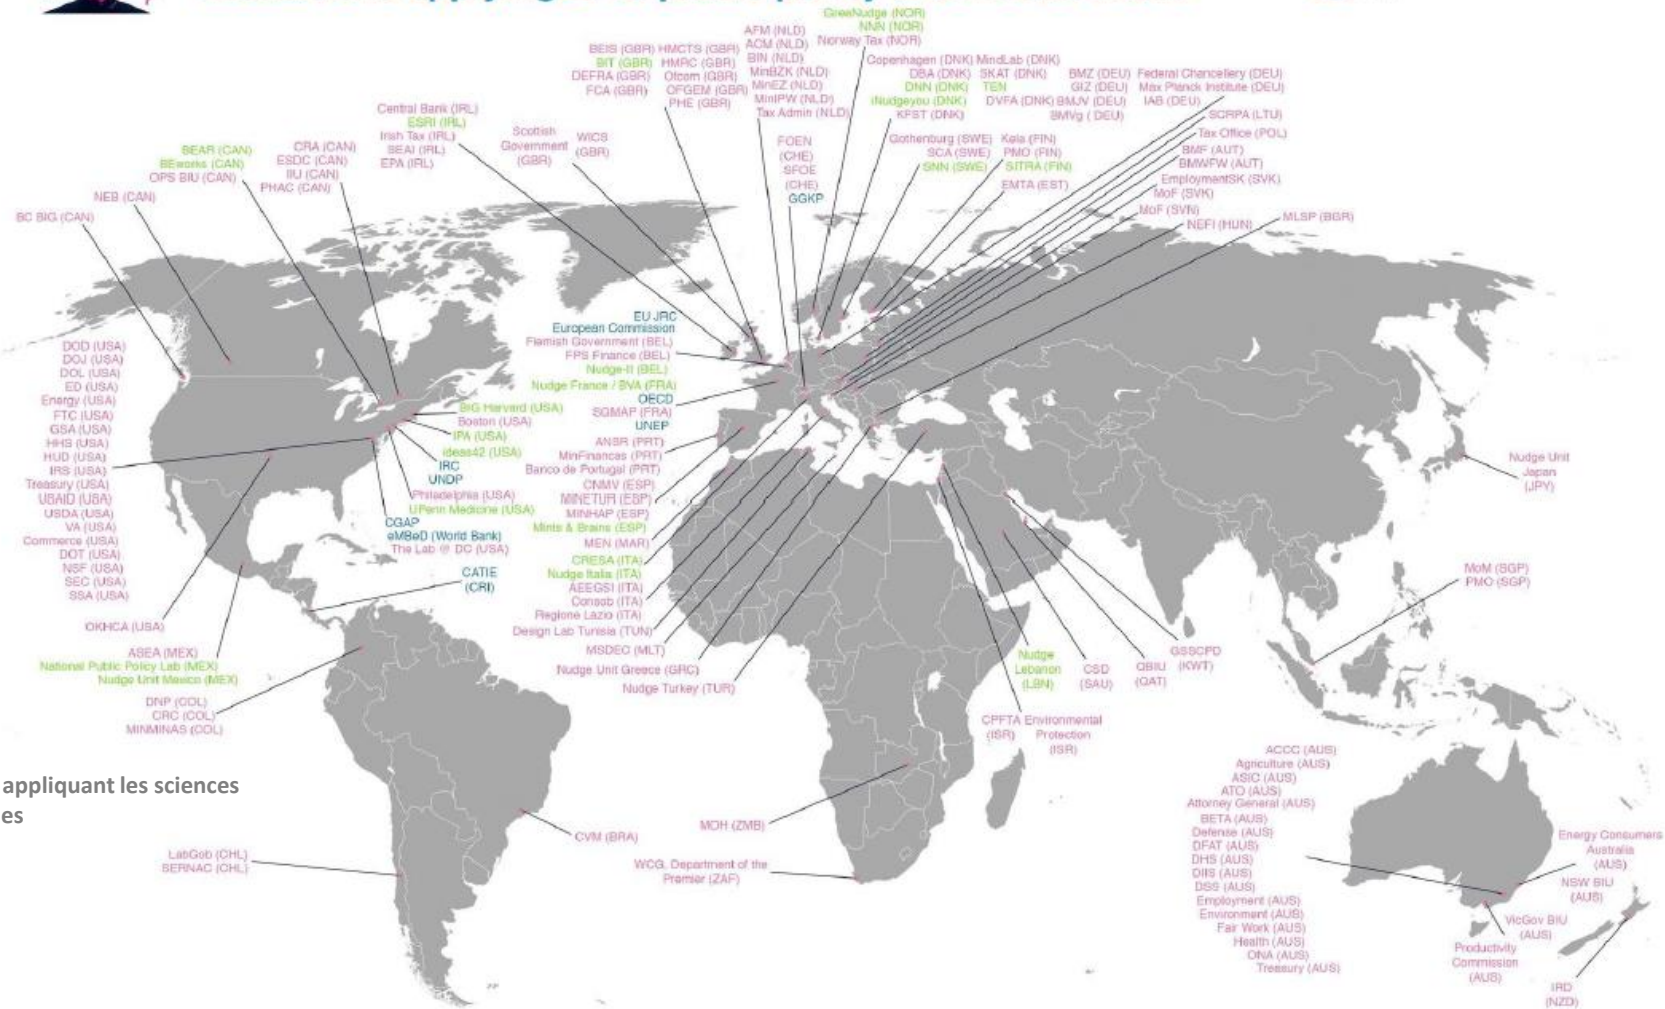 GreeNudge (NOR)
NNN (NOR)
Norway Tax (NOR)
AFM (NLD)
ACM (NLD)
BIN (NLD)
MinBZK (NLD)
MinEZ (NLD)
MinIPW (NLD)
Tax Admin (NLD)
BEIS (GBR) HMCTS (GBR)
BIT (GBR) HMRC (GBR)
DEFRA (GBR) Ofcom (GBR)
FCA (GBR) OFGEM (GBR)
PHE (GBR)
Copenhagen (DNK) MindLab (DNK)
DBA (DNK) SKAT (DNK)
DNN (DNK) TEN
iNudgeyou (DNK) DVFA (DNK)
KFST (DNK)
BMZ (DEU) Federal Chancellery (DEU)
GIZ (DEU) Max Planck Institute (DEU)
BMJV (DEU) IAB (DEU)
BMVg ( DEU)
SCRPA (LTU)
Tax Office (POL)
BMF (AUT)
BMWFW (AUT)
EmploymentSK (SVK)
MoF (SVK)
MoF (SVN)
NEFI (HUN)
MLSP (BGR)
Gothenburg (SWE) Kela (FIN)
SCA (SWE) PMO (FIN)
SNN (SWE) SITRA (FIN)
EMTA (EST)
FOEN
(CHE)
SFOE
(CHE)
GGKP
Scottish
Government
(GBR)
WICS
(GBR)
Central Bank (IRL)
ESRI (IRL)
Irish Tax (IRL)
SEAI (IRL)
EPA (IRL)
CRA (CAN)
ESDC (CAN)
IIU (CAN)
PHAC (CAN)
BEAR (CAN)
BEworks (CAN)
OPS BIU (CAN)
NEB (CAN)
BC BIG (CAN)
DOD (USA)
DOJ (USA)
DOL (USA)
ED (USA)
Energy (USA)
FTC (USA)
GSA (USA)
HHS (USA)
HUD (USA)
IRS (USA)
Treasury (USA)
USAID (USA)
USDA (USA)
VA (USA)
Commerce (USA)
DOT (USA)
NSF (USA)
SEC (USA)
SSA (USA)
OKHCA (USA)
BIG Harvard (USA)
Boston (USA)
IPA (USA)
ideas42 (USA)
IRC
UNDP
Philadelphia (USA)
UPenn Medicine (USA)
CGAP
eMBeD (World Bank)
The Lab @ DC (USA)
CATIE
(CRI)
ASEA (MEX)
National Public Policy Lab (MEX)
Nudge Unit Mexico (MEX)
DNP (COL)
CRC (COL)
MINMINAS (COL)
EU JRC
European Commission
Flemish Government (BEL)
FPS Finance (BEL)
Nudge-it (BEL)
Nudge France / BVA (FRA)
OECD
SGMAP (FRA)
UNEP
ANSR (PRT)
MinFinancas (PRT)
Banco de Portugal (PRT)
CNMV (ESP)
MINETUR (ESP)
MINHAP (ESP)
Mints & Brains (ESP)
MEN (MAR)
CRESA (ITA)
Nudge Italia (ITA)
AEEGSI (ITA)
Consob (ITA)
Regione Lazio (ITA)
Design Lab Tunisia (TUN)
MSDEC (MLT)
Nudge Unit Greece (GRC)
Nudge Turkey (TUR)
Nudge
Lebanon
(LBN)
CSD
(SAU)
QBIU
(QAT)
GSSCPD
(KWT)
CPFTA Environmental
(ISR) Protection
(ISR)
Nudge Unit
Japan
(JPY)
MoM (SGP)
PMO (SGP)
appliquant les sciences
es
LabGob (CHL)
SERNAC (CHL)
CVM (BRA)
MOH (ZMB)
WCG, Department of the
Premier (ZAF)
ACCC (AUS)
Agriculture (AUS)
ASIC (AUS)
ATO (AUS)
Attorney General (AUS)
BETA (AUS)
Defense (AUS)
DFAT (AUS)
DHS (AUS)
DIIS (AUS)
DSS (AUS)
Employment (AUS)
Environment (AUS)
Fair Work (AUS)
Health (AUS)
ONA (AUS)
Treasury (AUS)
Energy Consumers
Australia
(AUS)
NSW BIU
(AUS)
VicGov BIU
(AUS)
Productivity
Commission
(AUS)
IRD
(NZD)